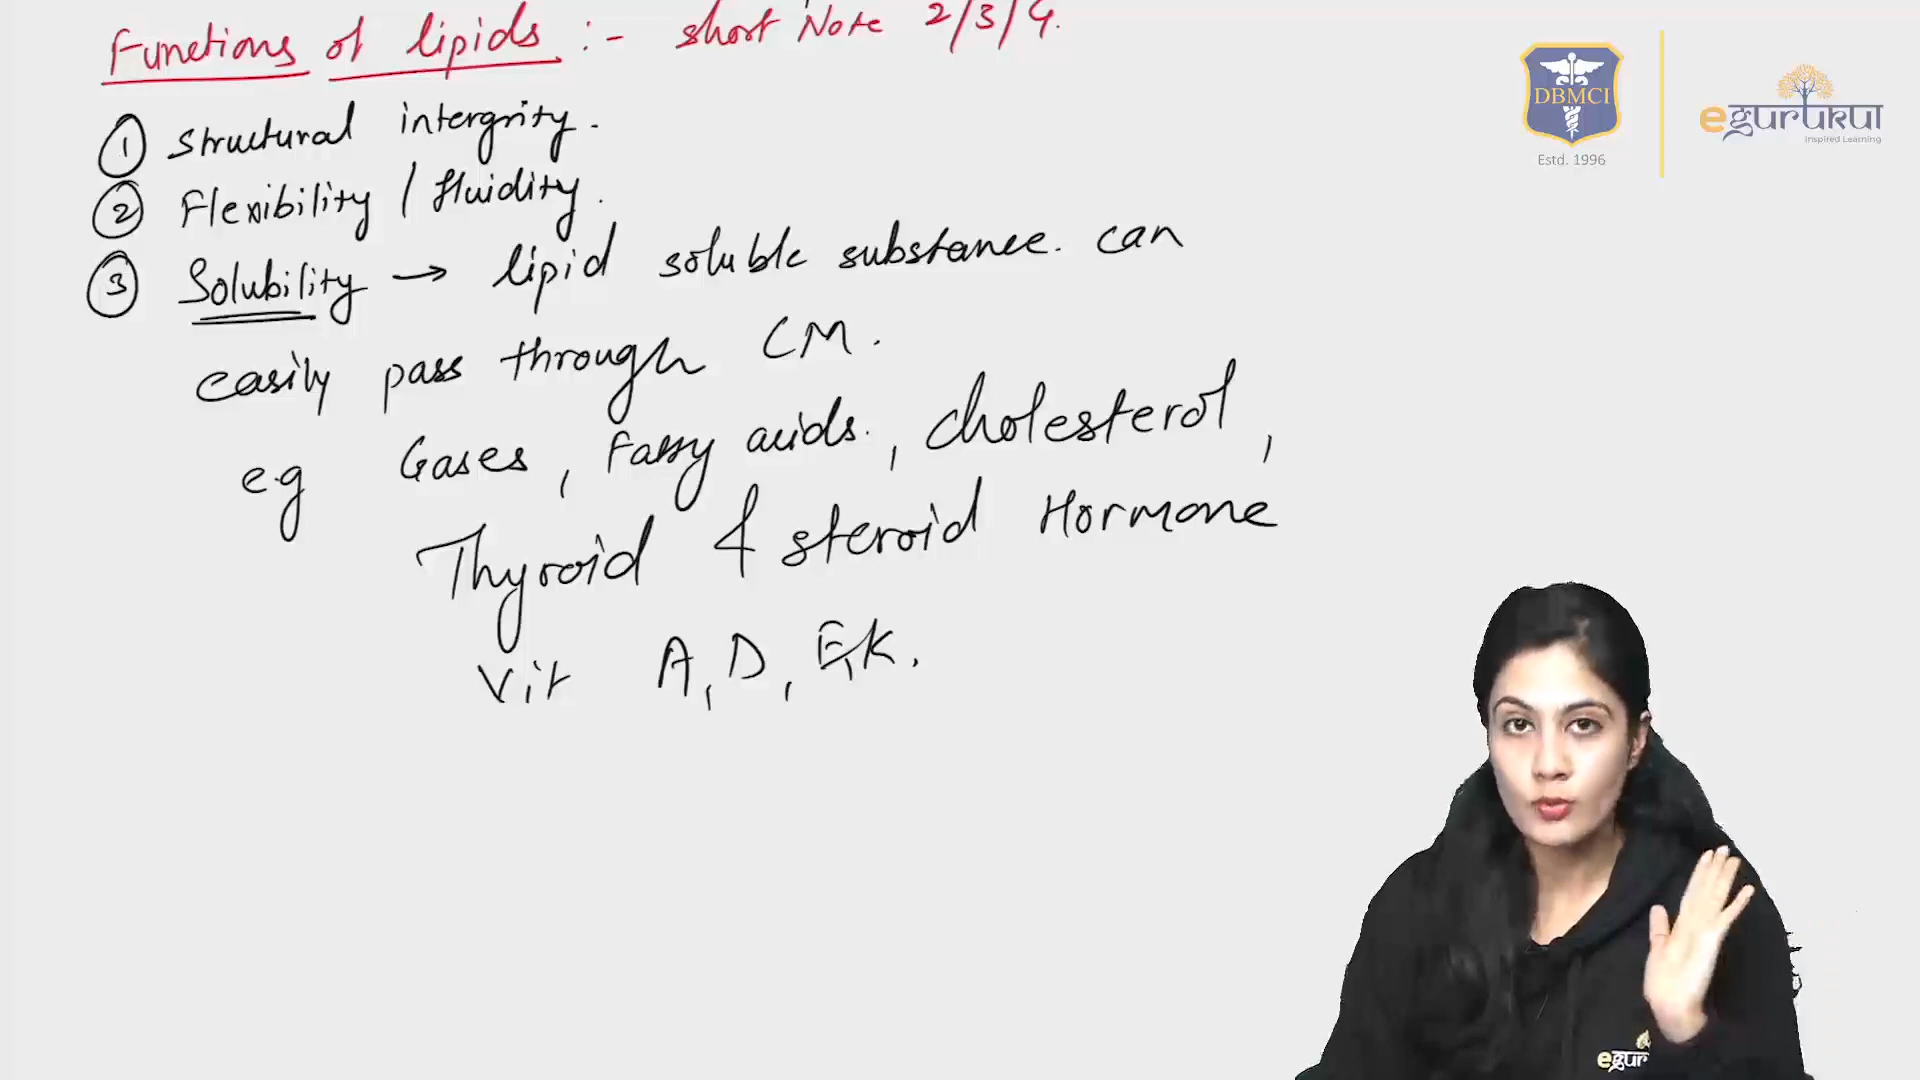 Functions of lipids :- short Note 2/3/4.
① Structural intergrity.
② Flexibility / fluidity.
③ Solubility → lipid soluble substance. can
easily pass through CM.
eg Gases, Fatty acids., cholesterol,
Thyroid & steroid Hormone
Vit A, D, E, K.
DBMCI
Estd. 1996
egurukul
Inspired Learning
egur